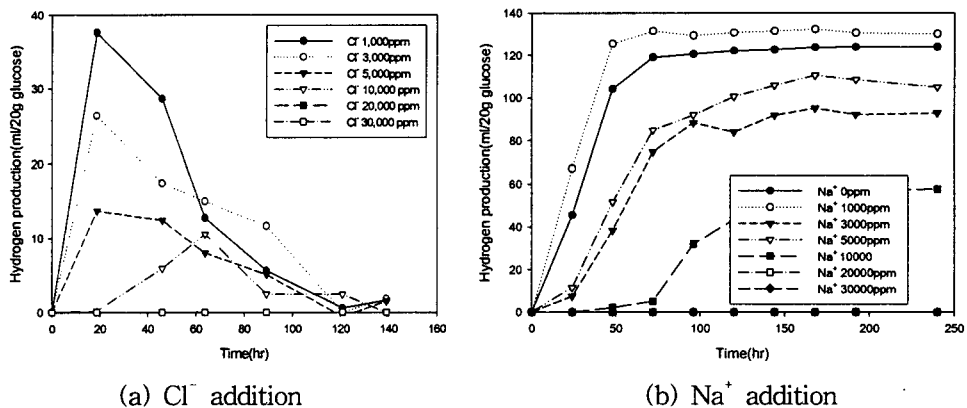 Hydrogen production(ml/20g glucose)
40
30
20
10
0
0 20 40 60 80 100 120 140 160
Time(hr)
Cl⁻ 1,000ppm
Cl⁻ 3,000ppm
Cl⁻ 5,000ppm
Cl⁻ 10,000 ppm
Cl⁻ 20,000 ppm
Cl⁻ 30,000 ppm
(a) Cl⁻ addition
Hydrogen production(ml/20g glucose)
140
120
100
80
60
40
20
0
0 50 100 150 200 250
Time(hr)
Na⁺ 0ppm
Na⁺ 1000ppm
Na⁺ 3000ppm
Na⁺ 5000ppm
Na⁺ 10000
Na⁺ 20000ppm
Na⁺ 30000ppm
(b) Na⁺ addition